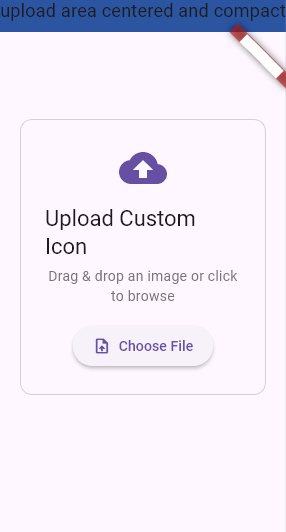 upload area centered and compact
Upload Custom
Icon
Drag & drop an image or click
to browse
Choose File